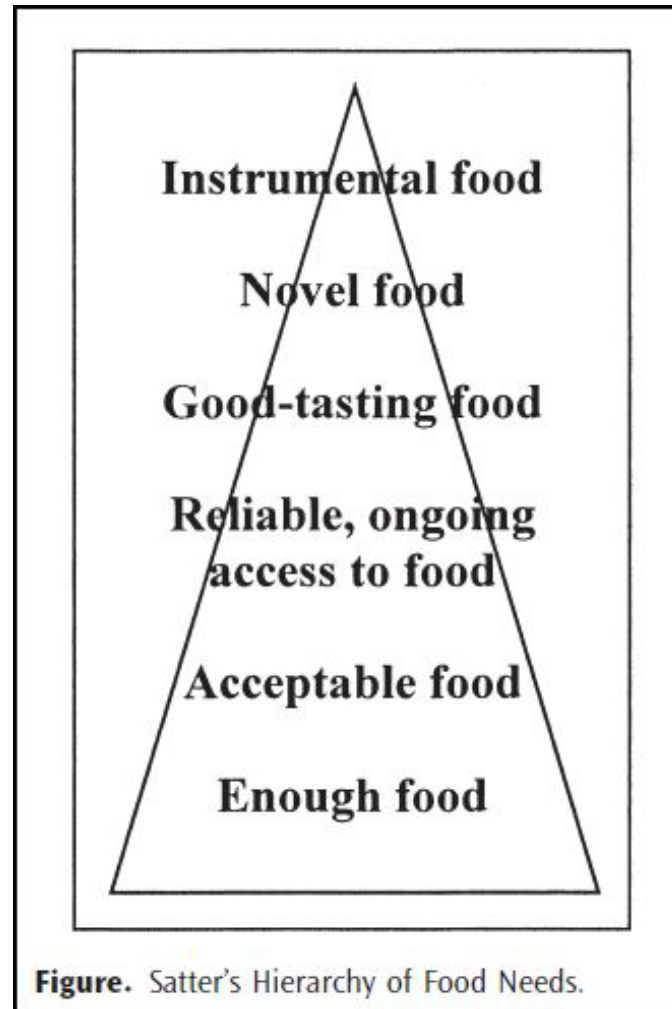 Instrumental food
Novel food
Good-tasting food
Reliable, ongoing
access to food
Acceptable food
Enough food
Figure. Satter's Hierarchy of Food Needs.